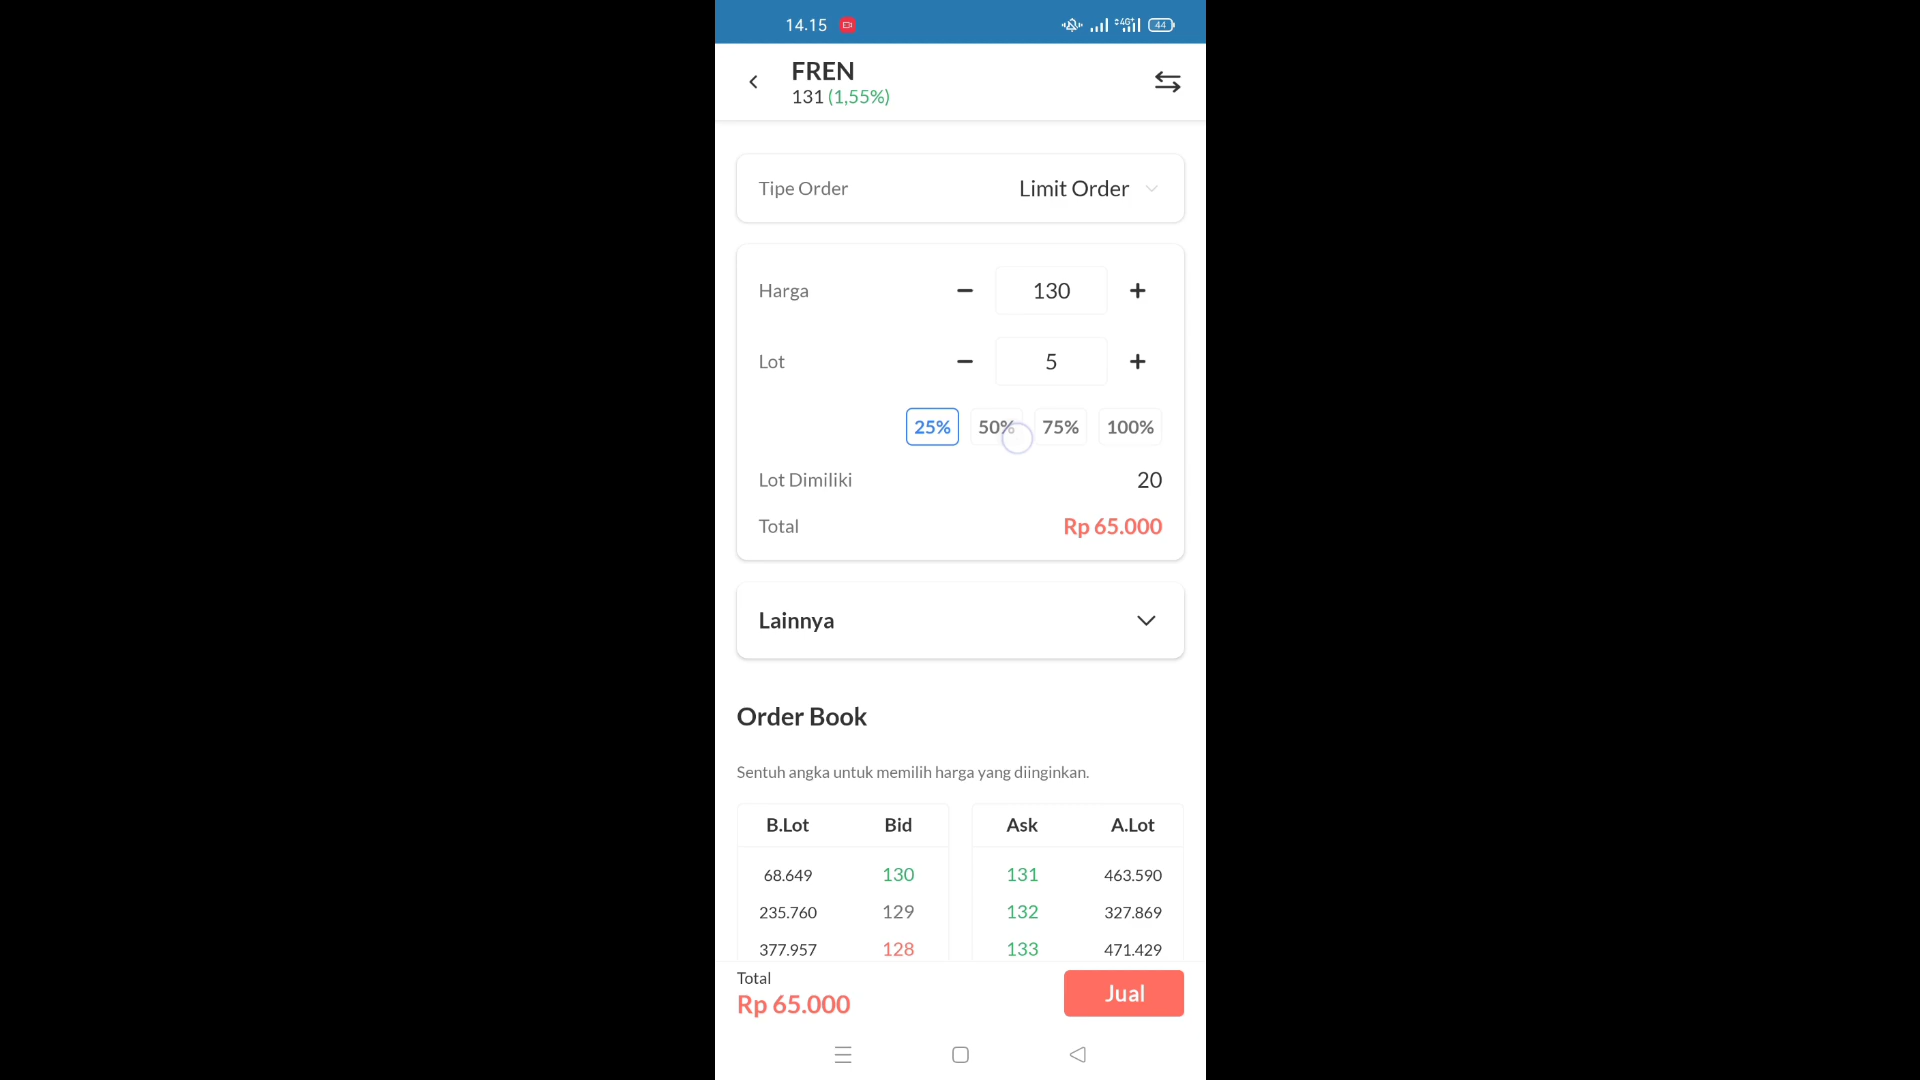 14.15 4G+ 44
FREN
131 (1,55%)
Tipe Order Limit Order
Harga − 130 +
Lot − 5 +
25% 50% 75% 100%
Lot Dimiliki 20
Total Rp 65.000
Lainnya
Order Book
Sentuh angka untuk memilih harga yang diinginkan.
B.Lot Bid Ask A.Lot
68.649 130 131 463.590
235.760 129 132 327.869
377.957 128 133 471.429
Total
Rp 65.000 Jual